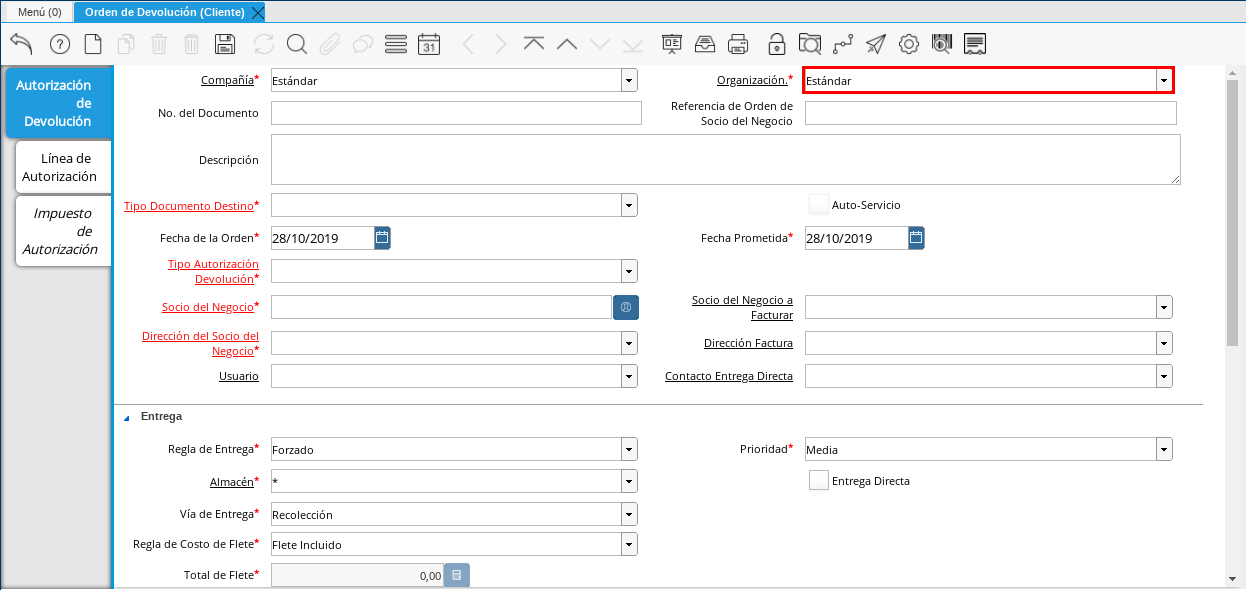 Menú (0)
Orden de Devolución (Cliente)
31
Autorización
de
Devolución
Línea de
Autorización
Impuesto
de
Autorización
Compañía*
Estándar
Organización.*
Estándar
No. del Documento
Referencia de Orden de
Socio del Negocio
Descripción
Tipo Documento Destino*
Auto-Servicio
Fecha de la Orden*
28/10/2019
Fecha Prometida*
28/10/2019
Tipo Autorización
Devolución*
Socio del Negocio*
Socio del Negocio a
Facturar
Dirección del Socio del
Negocio*
Dirección Factura
Usuario
Contacto Entrega Directa
Entrega
Regla de Entrega*
Forzado
Prioridad*
Media
Almacén*
*
Entrega Directa
Vía de Entrega*
Recolección
Regla de Costo de Flete*
Flete Incluido
Total de Flete*
0,00